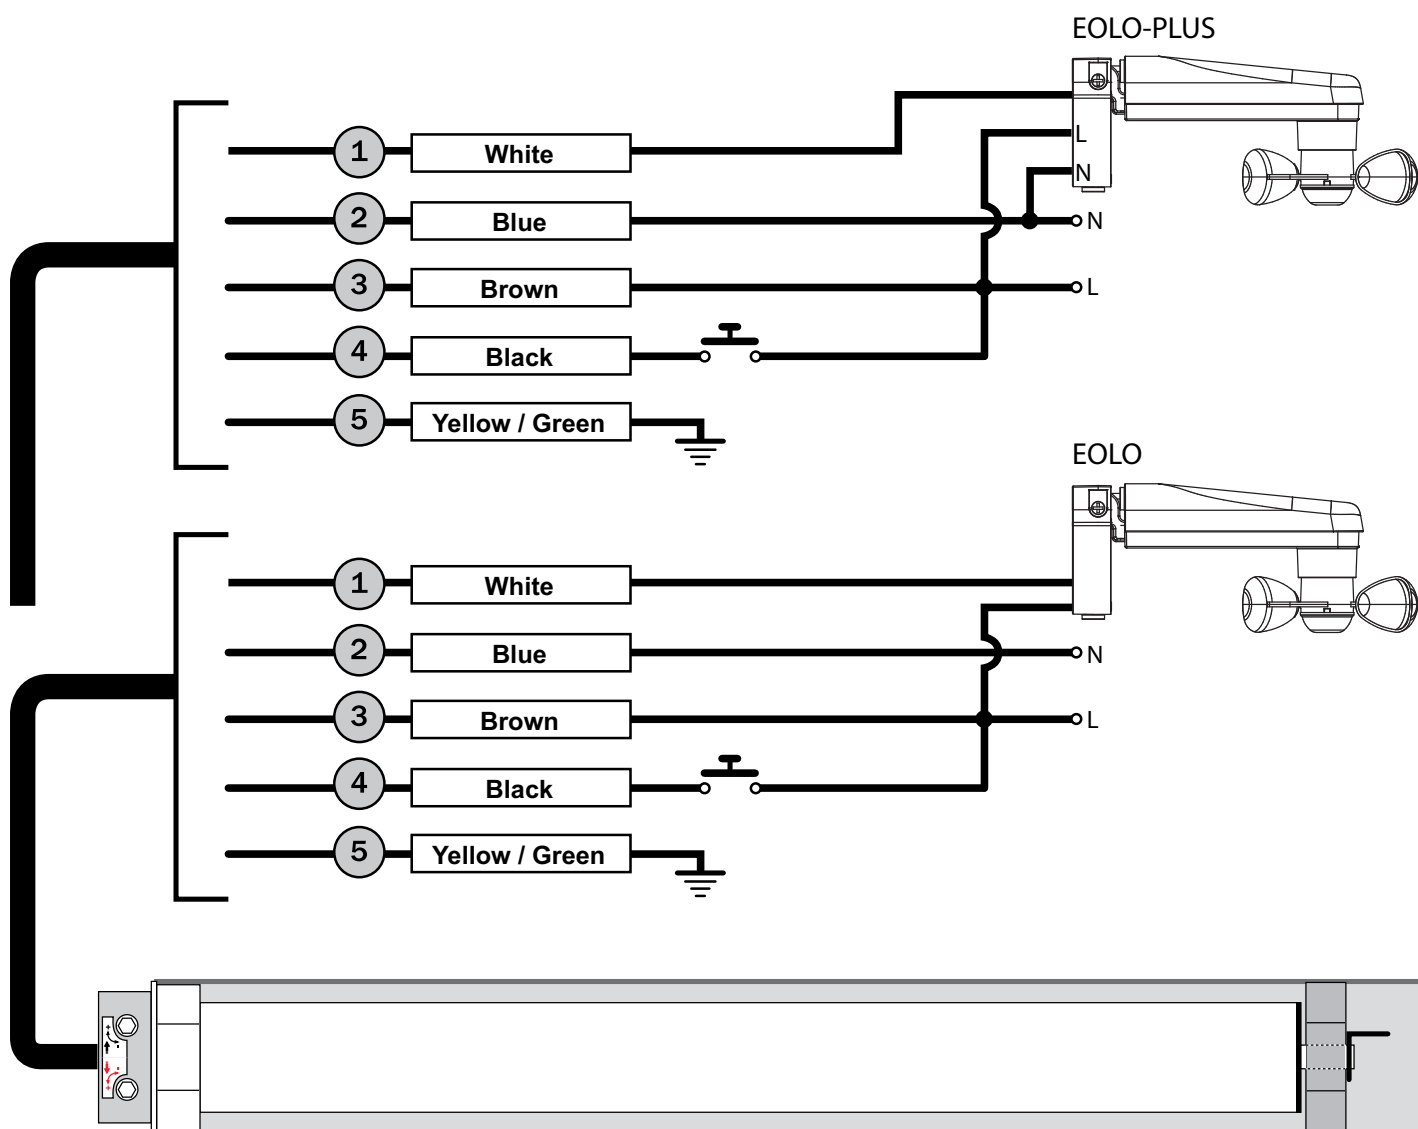 EOLO-PLUS
1 White
L
N
2 Blue N
3 Brown L
4 Black
5 Yellow / Green
EOLO
1 White
2 Blue N
3 Brown L
4 Black
5 Yellow / Green
+ -
+ -